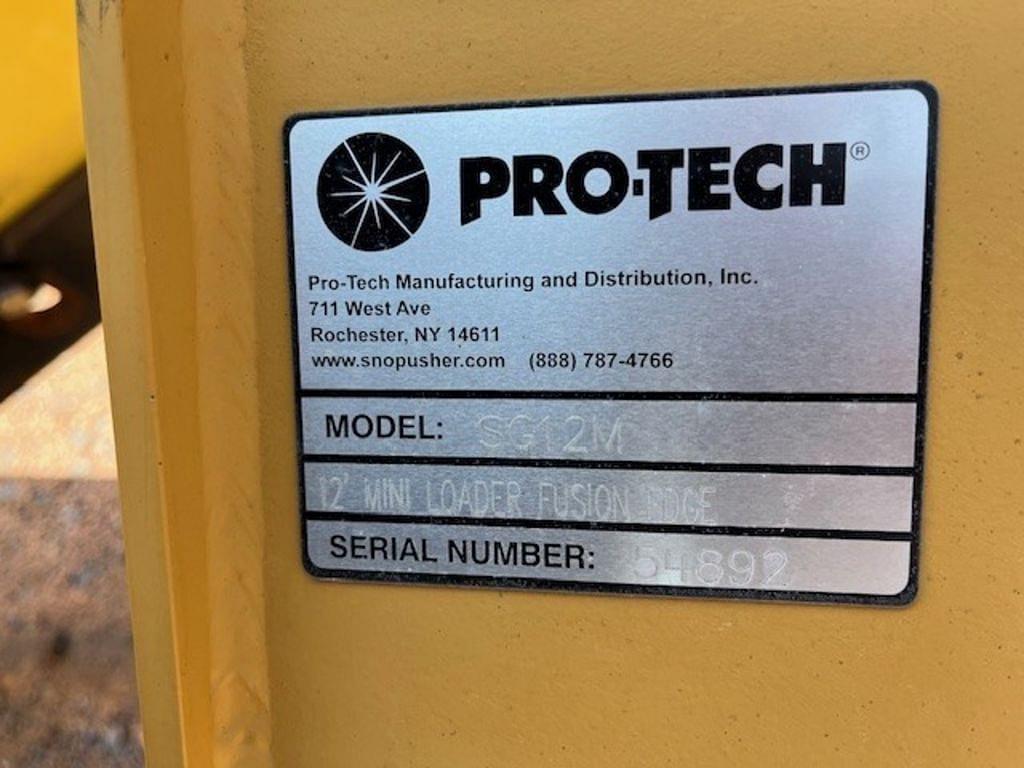 PRO-TECH®
Pro-Tech Manufacturing and Distribution, Inc.
711 West Ave
Rochester, NY 14611
www.snopusher.com (888) 787-4766
MODEL: SG12M
12' MINI LOADER FUSION EDGE
SERIAL NUMBER: 54892